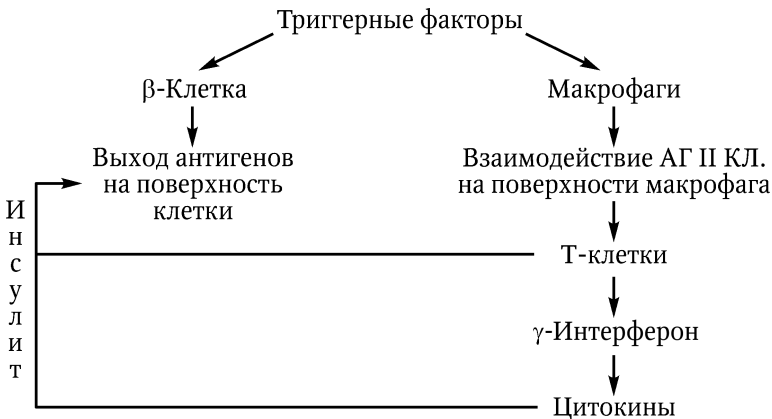 Триггерные факторы
β-Клетка
Макрофаги
Выход антигенов
на поверхность
клетки
Взаимодействие АГ II КЛ.
на поверхности макрофага
Инсулит
Т-клетки
γ-Интерферон
Цитокины